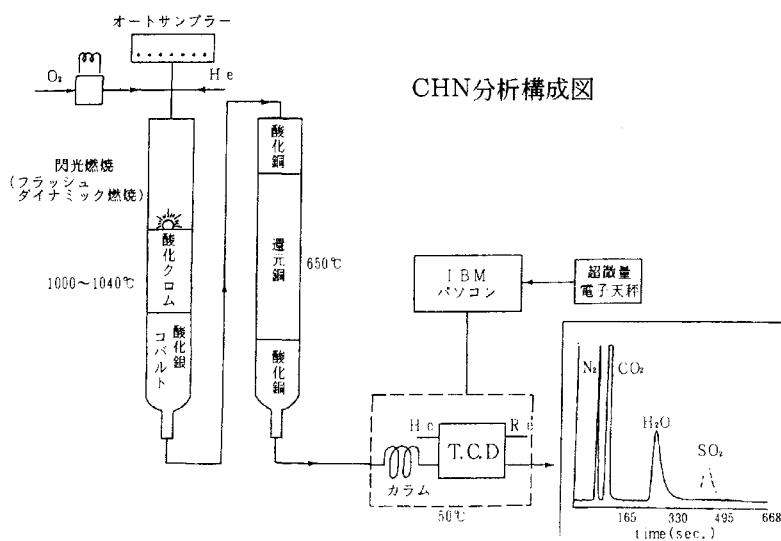 オートサンプラー
O₂
He
CHN分析構成図
閃光燃焼
(フラッシュ
ダイナミック燃焼)
酸化クロム
1000~1040℃
酸化銀
コバルト
酸化銅
還元銅
650℃
酸化銅
IBM
パソコン
超微量
電子天秤
He
Re
T.C.D
カラム
50℃
N₂
CO₂
H₂O
SO₂
165 330 495 668
time(sec.)